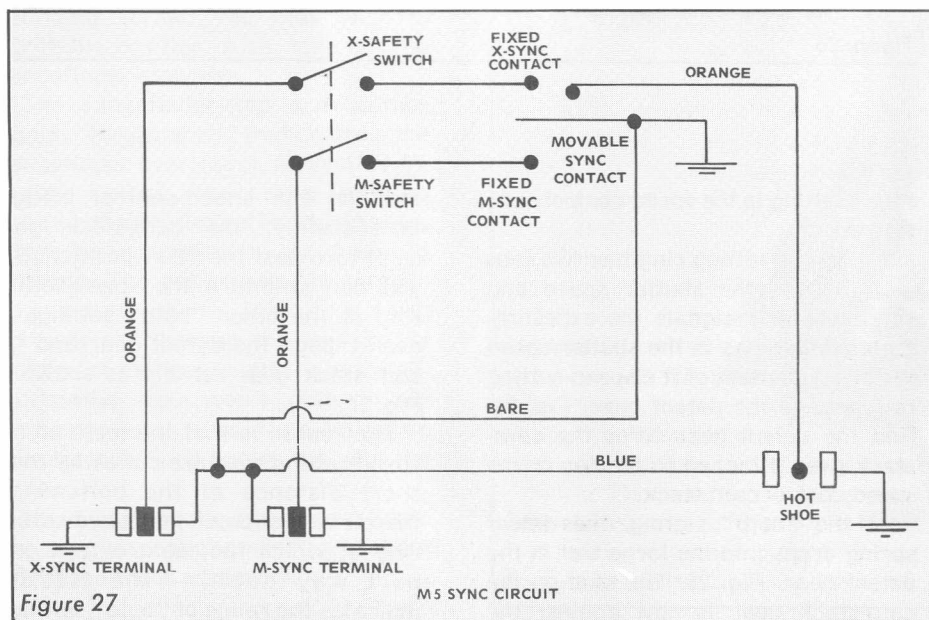 X-SAFETY
SWITCH
FIXED
X-SYNC
CONTACT
ORANGE
MOVABLE
SYNC
CONTACT
M-SAFETY
SWITCH
FIXED
M-SYNC
CONTACT
ORANGE
ORANGE
BARE
BLUE
HOT
SHOE
X-SYNC TERMINAL
M-SYNC TERMINAL
Figure 27
M5 SYNC CIRCUIT